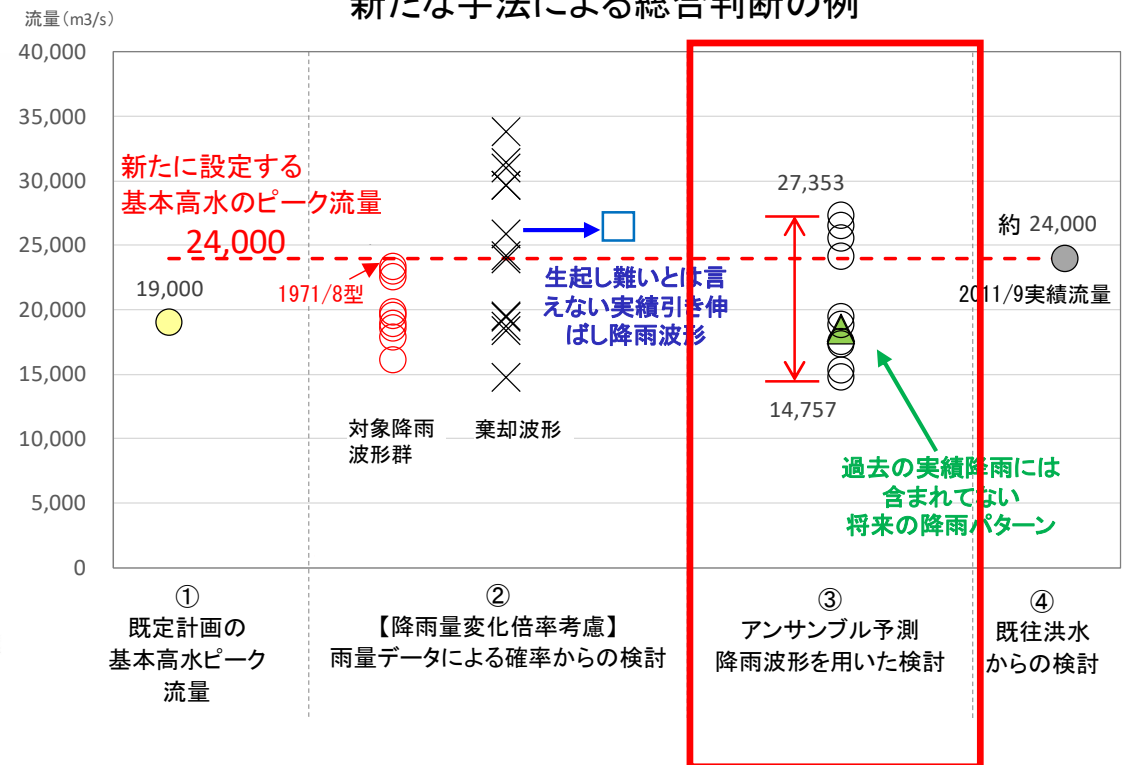 新たな手法による総合判断の例
流量(m3/s)
40,000
35,000
30,000
25,000
20,000
15,000
10,000
5,000
0
新たに設定する
基本高水のピーク流量
24,000
19,000
1971/8型
対象降雨
波形群
棄却波形
生起し難いとは言
えない実績引き伸
ばし降雨波形
27,353
14,757
過去の実績降雨には
含まれてない
将来の降雨パターン
約 24,000
2011/9実績流量
①
既定計画の
基本高水ピーク
流量
②
【降雨量変化倍率考慮】
雨量データによる確率からの検討
③
アンサンブル予測
降雨波形を用いた検討
④
既往洪水
からの検討